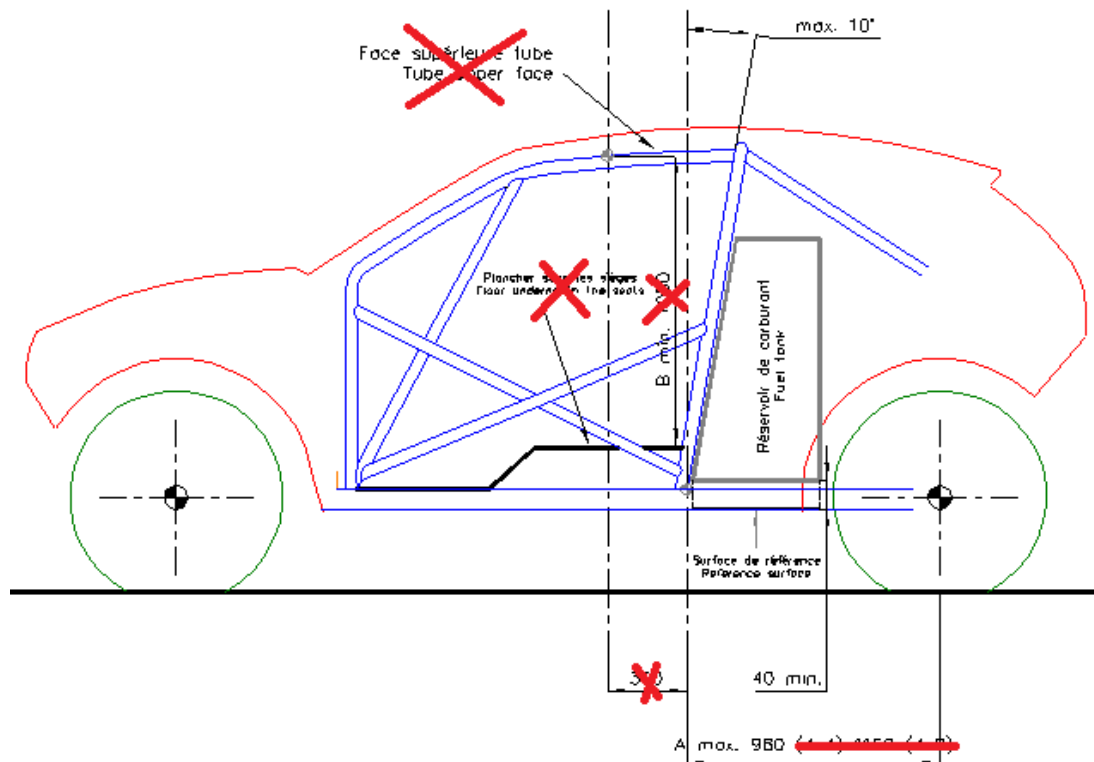 max. 10°
Face supérieure tube
Tube upper face
Plancher sous les sièges
Floor underneath the seats
B min.
Réservoir de carburant
Fuel tank
Surface de référence
Reference surface
40 min.
A max. 960